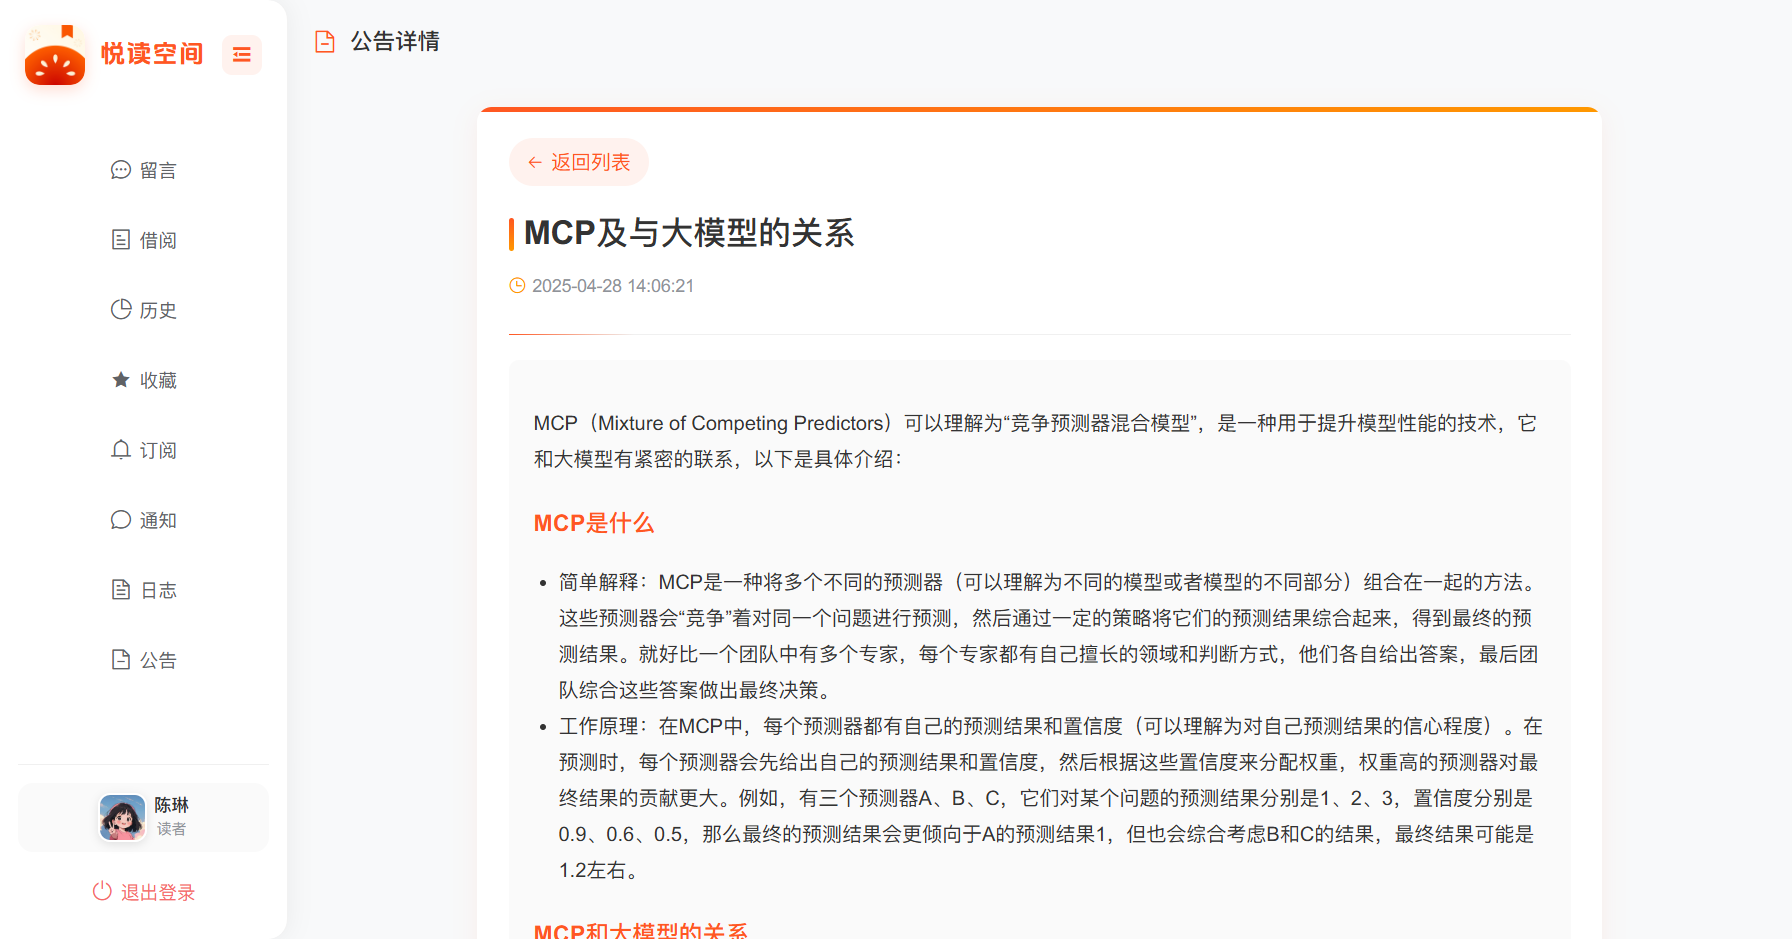 悦读空间
留言
借阅
历史
收藏
订阅
通知
日志
公告
陈琳
读者
退出登录
公告详情
← 返回列表
MCP及与大模型的关系
2025-04-28 14:06:21
MCP（Mixture of Competing Predictors）可以理解为“竞争预测器混合模型”，是一种用于提升模型性能的技术，它
和大模型有紧密的联系，以下是具体介绍：
MCP是什么
• 简单解释：MCP是一种将多个不同的预测器（可以理解为不同的模型或者模型的不同部分）组合在一起的方法。
这些预测器会“竞争”着对同一个问题进行预测，然后通过一定的策略将它们的预测结果综合起来，得到最终的预
测结果。就好比一个团队中有多个专家，每个专家都有自己擅长的领域和判断方式，他们各自给出答案，最后团
队综合这些答案做出最终决策。
• 工作原理：在MCP中，每个预测器都有自己的预测结果和置信度（可以理解为对自己预测结果的信心程度）。在
预测时，每个预测器会先给出自己的预测结果和置信度，然后根据这些置信度来分配权重，权重高的预测器对最
终结果的贡献更大。例如，有三个预测器A、B、C，它们对某个问题的预测结果分别是1、2、3，置信度分别是
0.9、0.6、0.5，那么最终的预测结果会更倾向于A的预测结果1，但也会综合考虑B和C的结果，最终结果可能是
1.2左右。
MCP和大模型的关系